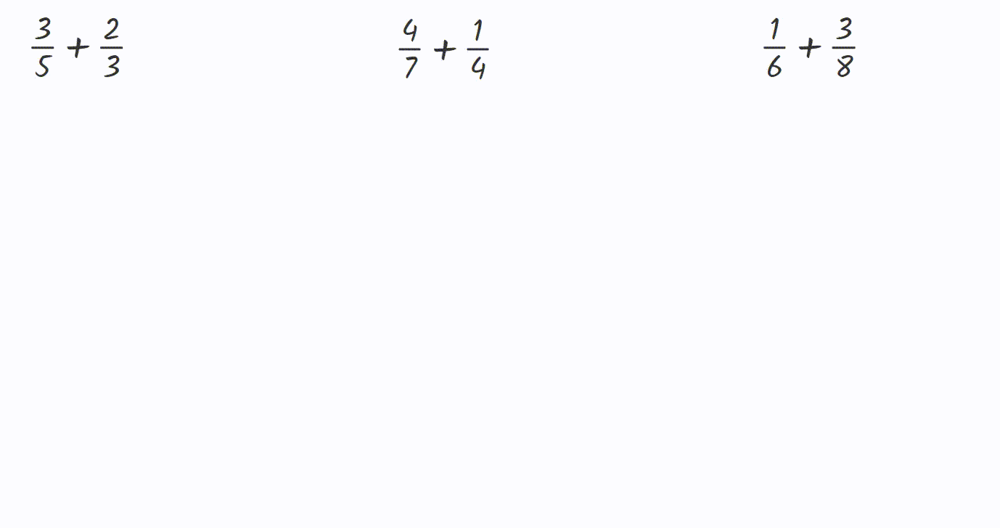 3/5 + 2/3
4/7 + 1/4
1/6 + 3/8